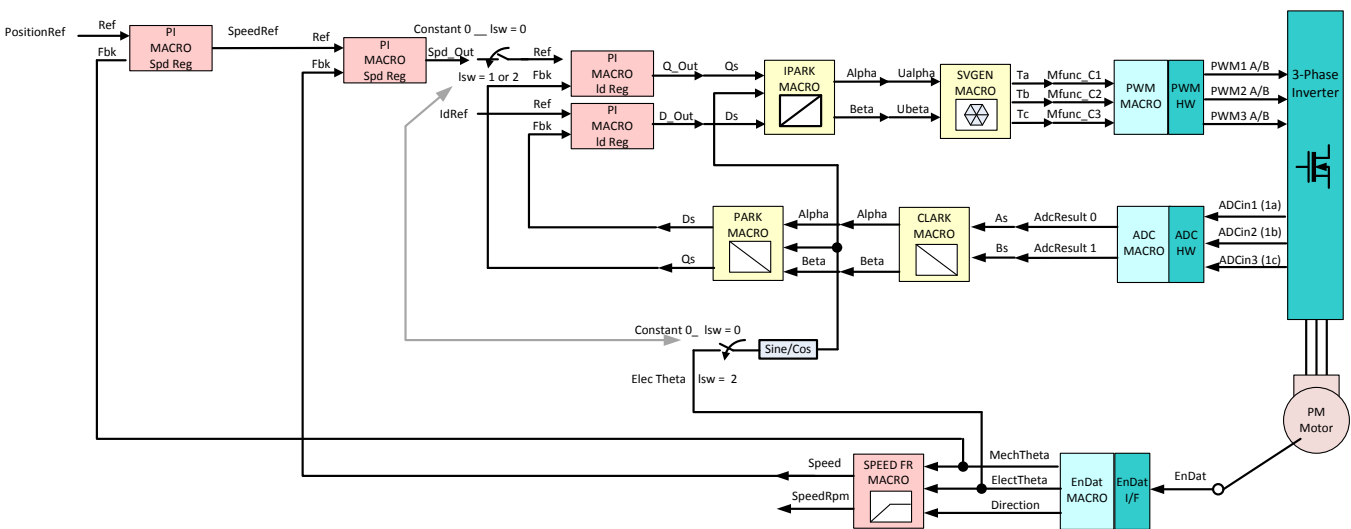 PositionRef
Ref
Fbk
PI
MACRO
Spd Reg
SpeedRef
Ref
Fbk
PI
MACRO
Spd Reg
Constant 0 __ lsw = 0
Spd_Out
lsw = 1 or 2
Ref
Fbk
PI
MACRO
Id Reg
Q_Out
Qs
IdRef
Ref
Fbk
PI
MACRO
Id Reg
D_Out
Ds
IPARK
MACRO
Alpha
Ualpha
Beta
Ubeta
SVGEN
MACRO
Ta
Mfunc_C1
Tb
Mfunc_C2
Tc
Mfunc_C3
PWM
MACRO
PWM
HW
PWM1 A/B
PWM2 A/B
PWM3 A/B
3-Phase
Inverter
Ds
Qs
PARK
MACRO
Alpha
Alpha
Beta
Beta
CLARK
MACRO
As
AdcResult 0
Bs
AdcResult 1
ADC
MACRO
ADC
HW
ADCin1 (1a)
ADCin2 (1b)
ADCin3 (1c)
Constant 0_ lsw = 0
Sine/Cos
Elec Theta
lsw = 2
PM
Motor
Speed
SpeedRpm
SPEED FR
MACRO
MechTheta
ElectTheta
Direction
EnDat
MACRO
EnDat
I/F
EnDat